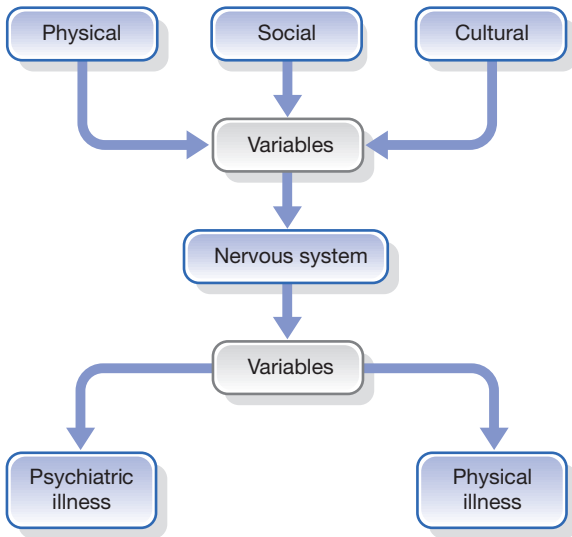 Physical
Social
Cultural
Variables
Nervous system
Variables
Psychiatric
illness
Physical
illness